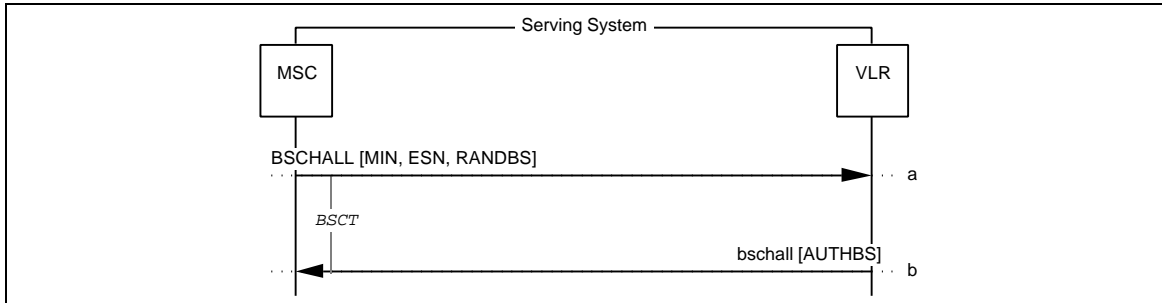 Serving System
MSC
VLR
BSCHALL [MIN, ESN, RANDBS]
a
BSCT
bschall [AUTHBS]
b